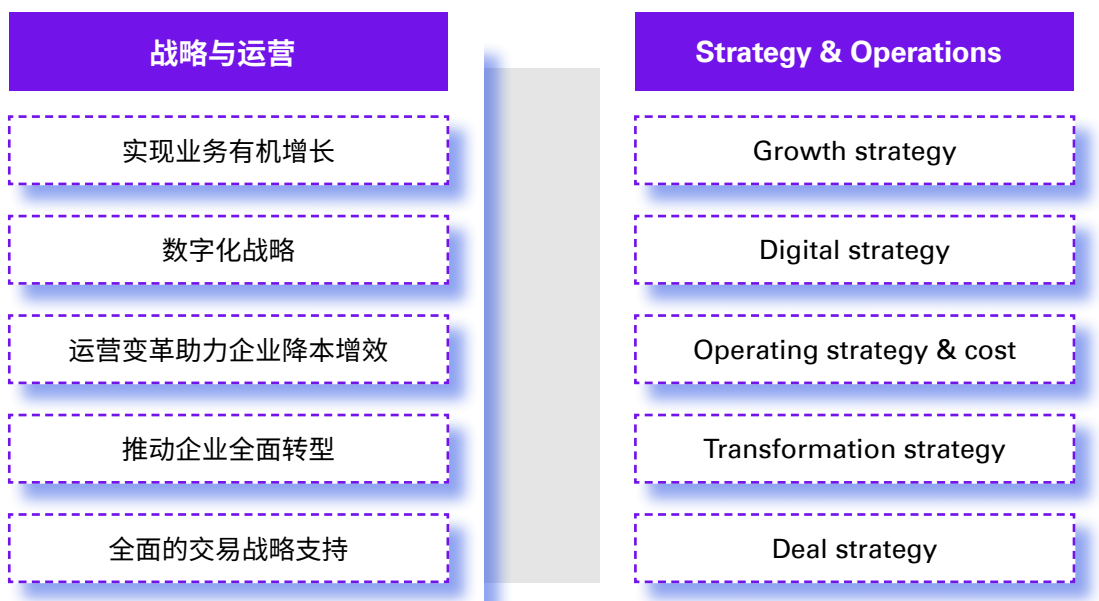 战略与运营
实现业务有机增长
数字化战略
运营变革助力企业降本增效
推动企业全面转型
全面的交易战略支持
Strategy & Operations
Growth strategy
Digital strategy
Operating strategy & cost
Transformation strategy
Deal strategy